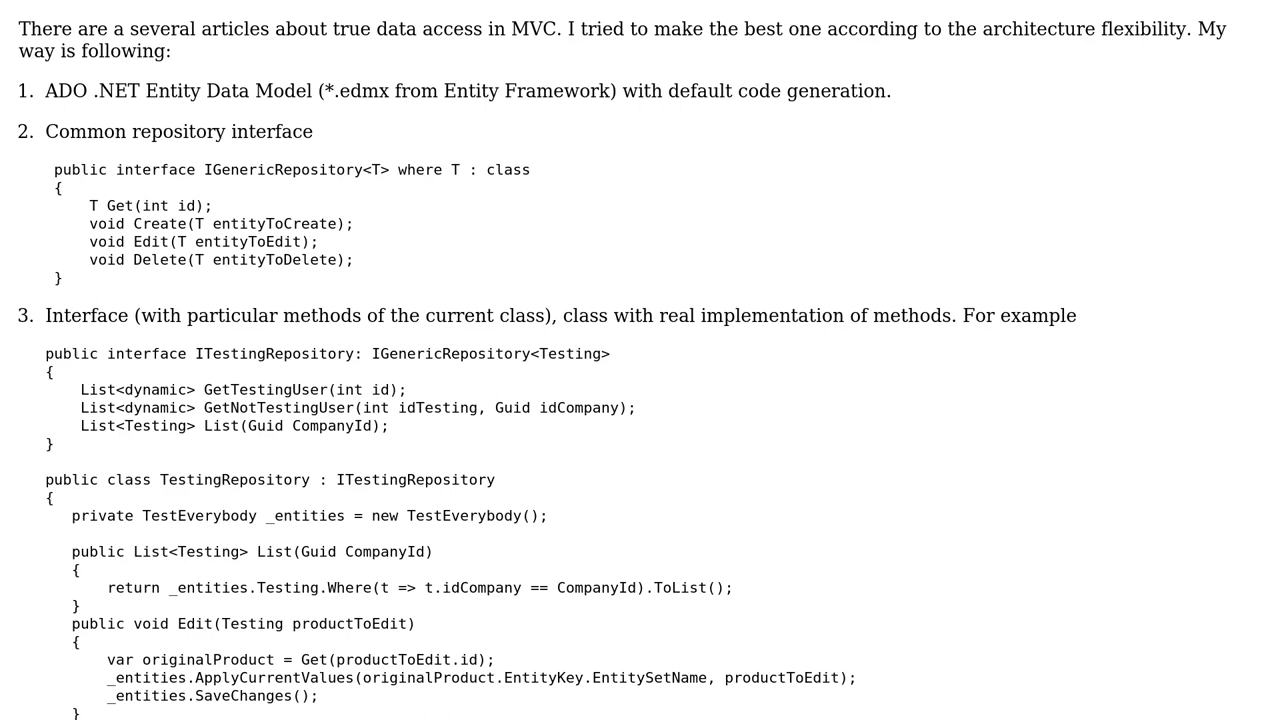 There are a several articles about true data access in MVC. I tried to make the best one according to the architecture flexibility. My
way is following:
1. ADO .NET Entity Data Model (*.edmx from Entity Framework) with default code generation.
2. Common repository interface
public interface IGenericRepository<T> where T : class
{
    T Get(int id);
    void Create(T entityToCreate);
    void Edit(T entityToEdit);
    void Delete(T entityToDelete);
}
3. Interface (with particular methods of the current class), class with real implementation of methods. For example
public interface ITestingRepository: IGenericRepository<Testing>
{
    List<dynamic> GetTestingUser(int id);
    List<dynamic> GetNotTestingUser(int idTesting, Guid idCompany);
    List<Testing> List(Guid CompanyId);
}
public class TestingRepository : ITestingRepository
{
   private TestEverybody _entities = new TestEverybody();
   public List<Testing> List(Guid CompanyId)
   {
       return _entities.Testing.Where(t => t.idCompany == CompanyId).ToList();
   }
   public void Edit(Testing productToEdit)
   {
       var originalProduct = Get(productToEdit.id);
       _entities.ApplyCurrentValues(originalProduct.EntityKey.EntitySetName, productToEdit);
       _entities.SaveChanges();
   }